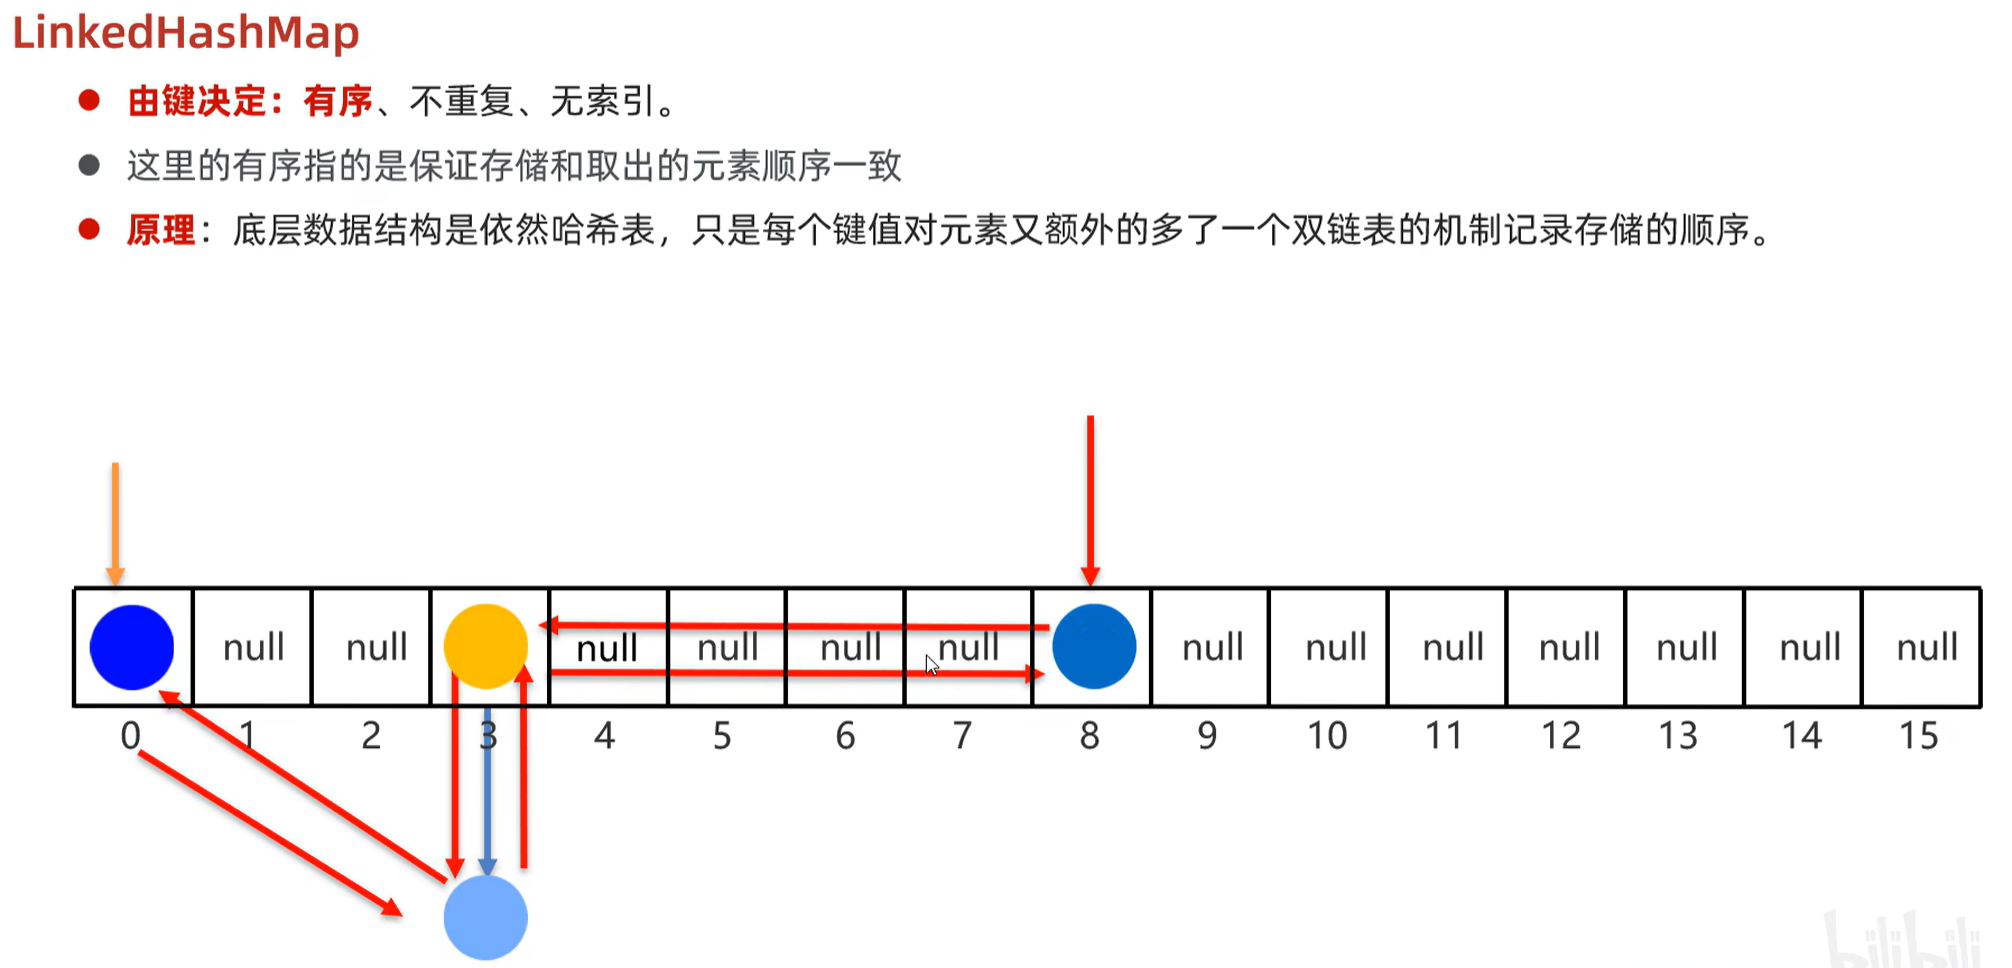 LinkedHashMap
由键决定：有序、不重复、无索引。
这里的有序指的是保证存储和取出的元素顺序一致
原理：底层数据结构是依然哈希表，只是每个键值对元素又额外的多了一个双链表的机制记录存储的顺序。
null null null null null null null null null null null null null
0 1 2 3 4 5 6 7 8 9 10 11 12 13 14 15
bilibili